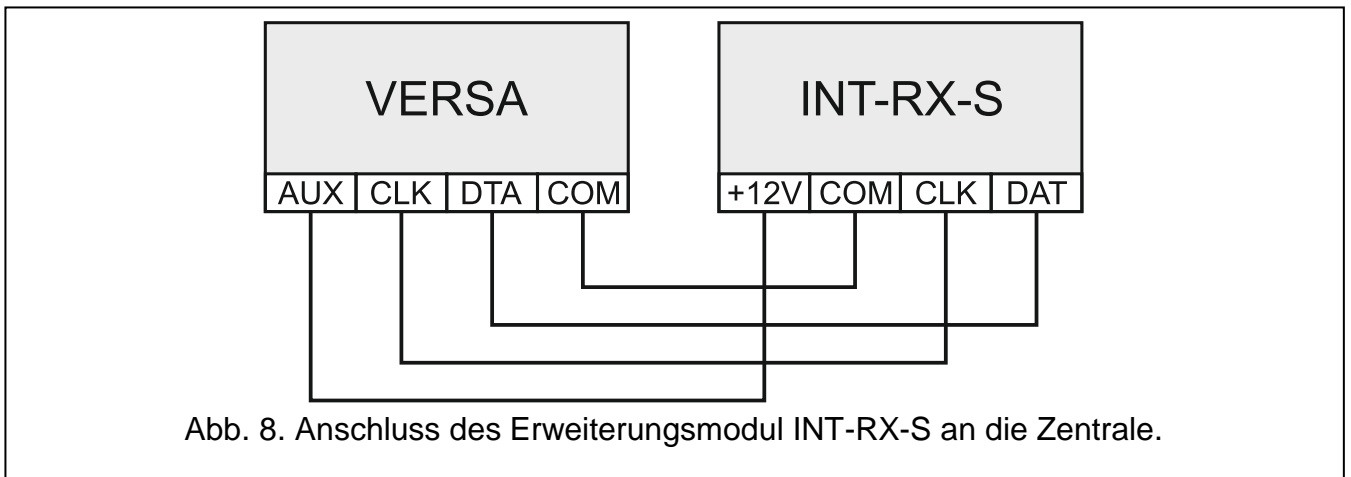 VERSA INT-RX-S
AUX CLK DTA COM +12V COM CLK DAT
Abb. 8. Anschluss des Erweiterungsmodul INT-RX-S an die Zentrale.